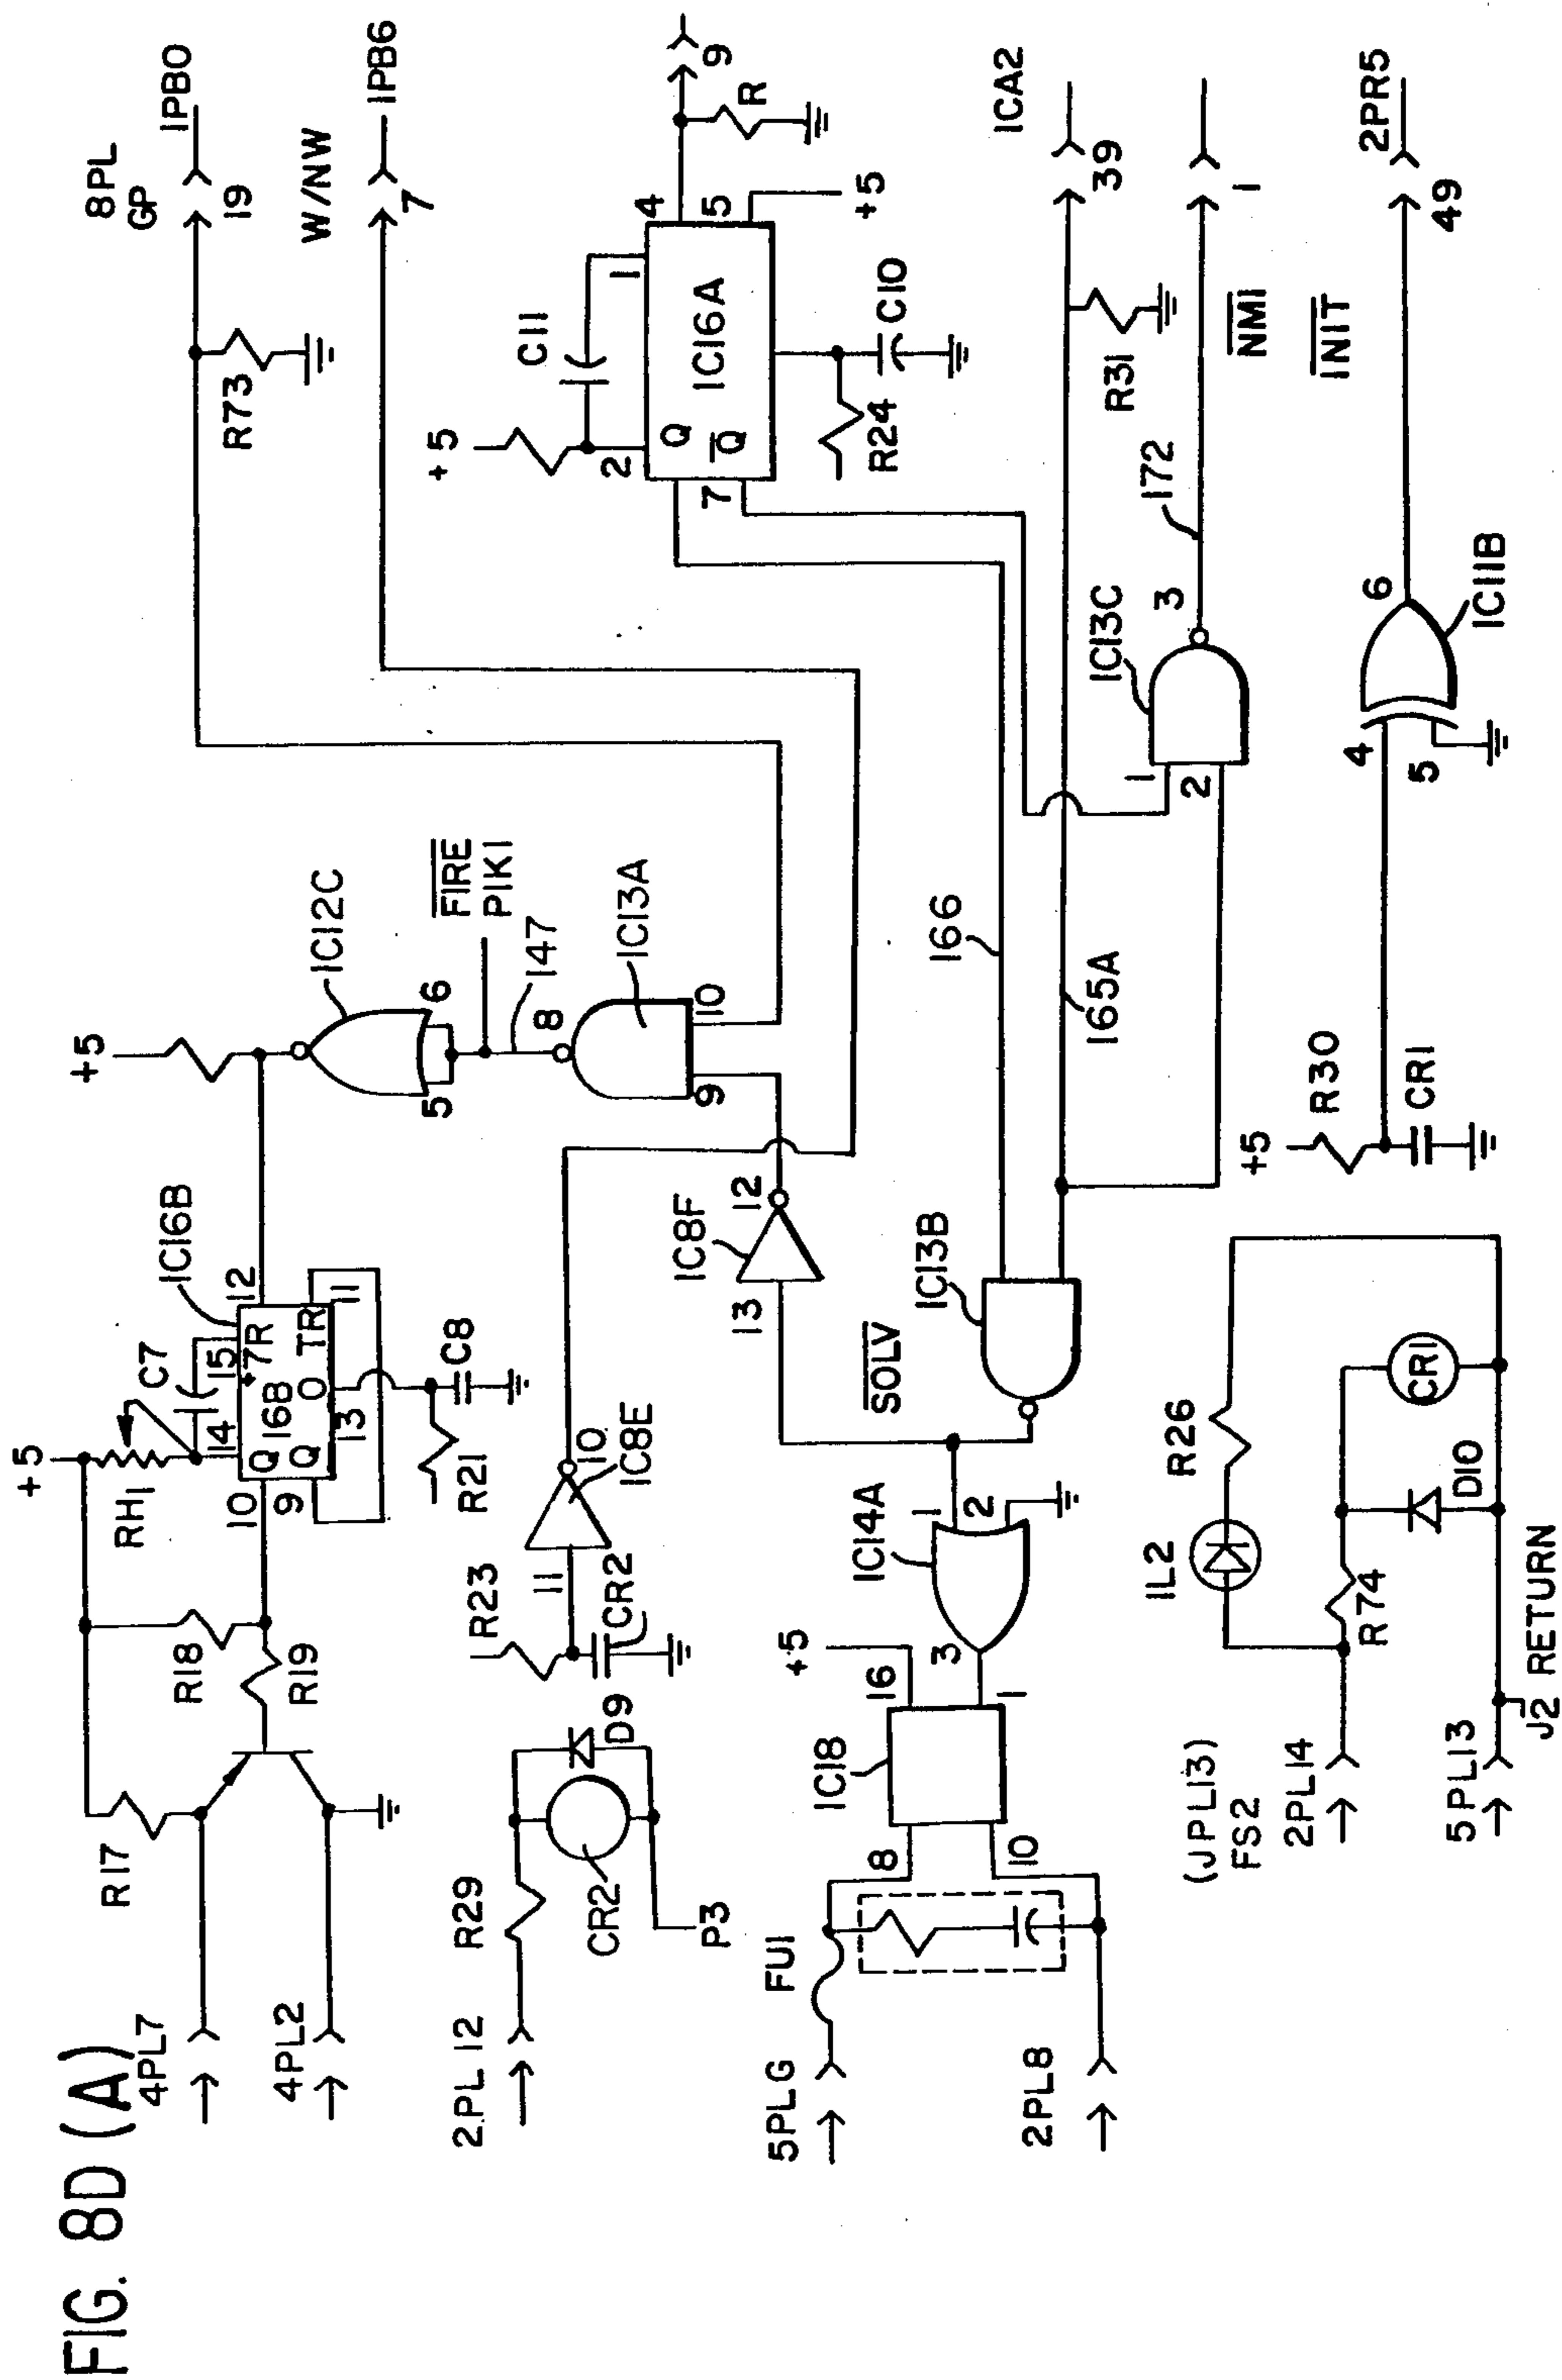 FIG. 8D (A)
8PL
GP
1PB0
19
R73
W/NW
1PB6
7
9
R
4
5
+5
1
C11
IC16A
C10
Q
Q
2
7
+5
R24
ICA2
39
R31
NMI
1
172
3
IC13C
1
2
INIT
2PR5
49
6
IC11B
4
5
+5
R30
CR1
166
165A
FIRE
PIK1
147
IC12C
6
5
+5
8
IC13A
10
9
IC16B
12
11
C7
15
+7R
TR
14
16B
O
13
Q
Q
10
9
+5
RH1
C8
R21
IC8F
12
13
IC13B
SOLV
IC8E
10
11
R23
CR2
R18
R19
R17
4PL7
4PL2
D9
CR2
R29
2PL12
P3
IC14A
1
2
3
+5
16
1
IC18
8
10
FU1
5PLG
2PL8
R26
CR1
D10
1L2
R74
(JPL13)
FS2
2PL14
5PL13
J2 RETURN